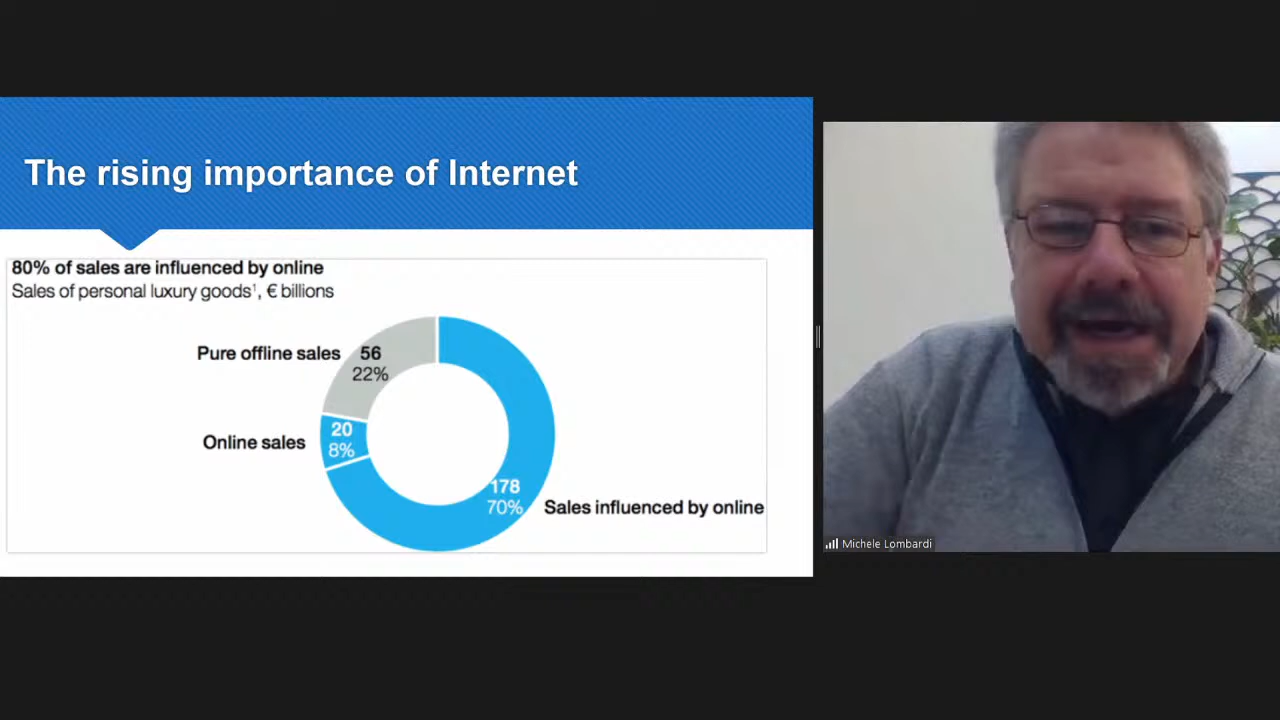 The rising importance of Internet
80% of sales are influenced by online
Sales of personal luxury goods¹, € billions
Pure offline sales
56
22%
Online sales
20
8%
178
70%
Sales influenced by online
Michele Lombardi